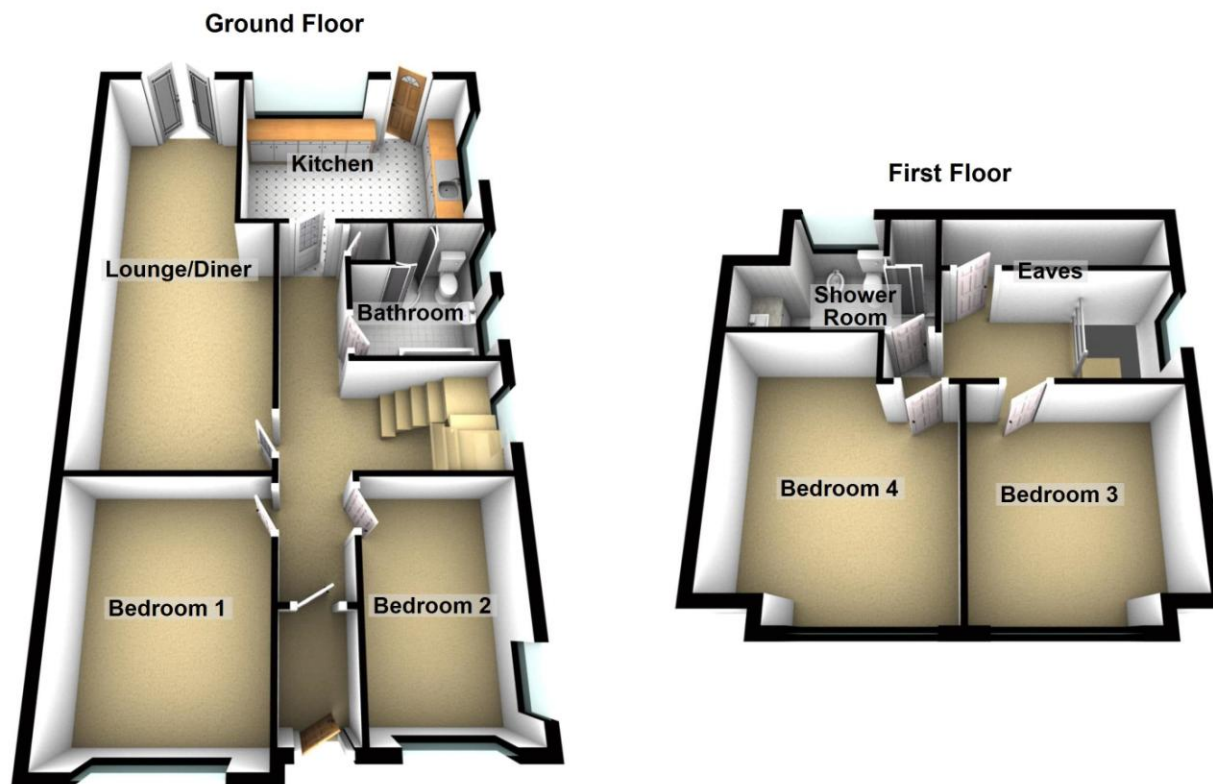 Ground Floor
Kitchen
Lounge/Diner
Bathroom
Bedroom 1
Bedroom 2
First Floor
Eaves
Shower
Room
Bedroom 4
Bedroom 3